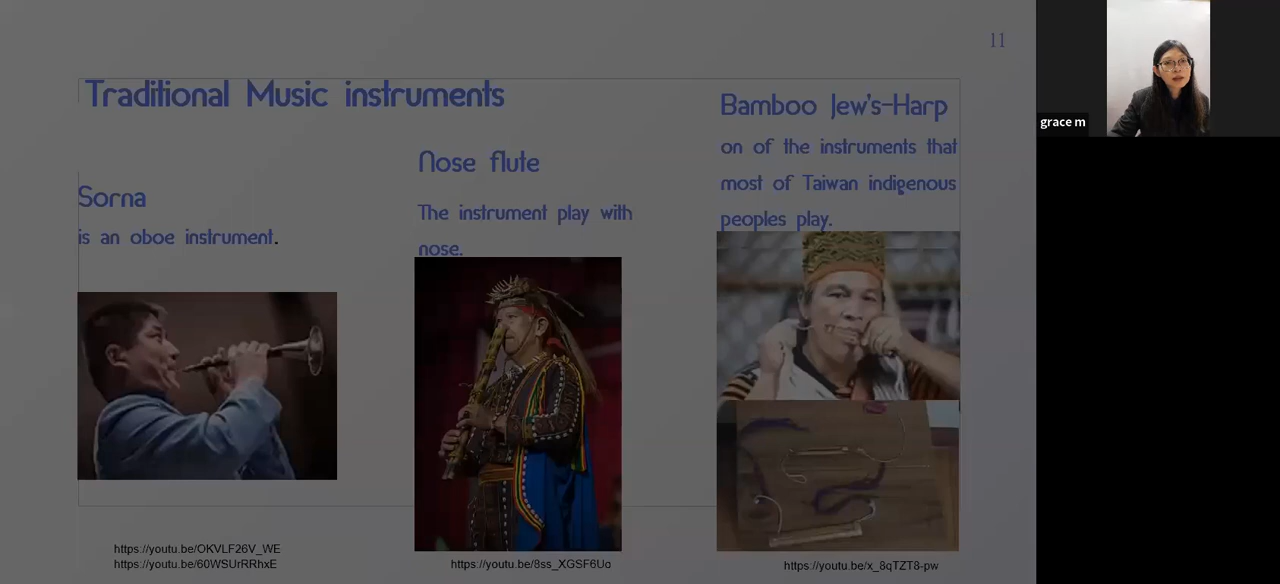 11
Traditional Music instruments
Sorna
is an oboe instrument.
Nose flute
The instrument play with
nose.
Bamboo Jew's-Harp
on of the instruments that
most of Taiwan indigenous
peoples play.
https://youtu.be/OKVLF26V_WE
https://youtu.be/60WSUrRRhxE
https://youtu.be/8ss_XGSF6Uo
https://youtu.be/x_8qTZT8-pw
grace m